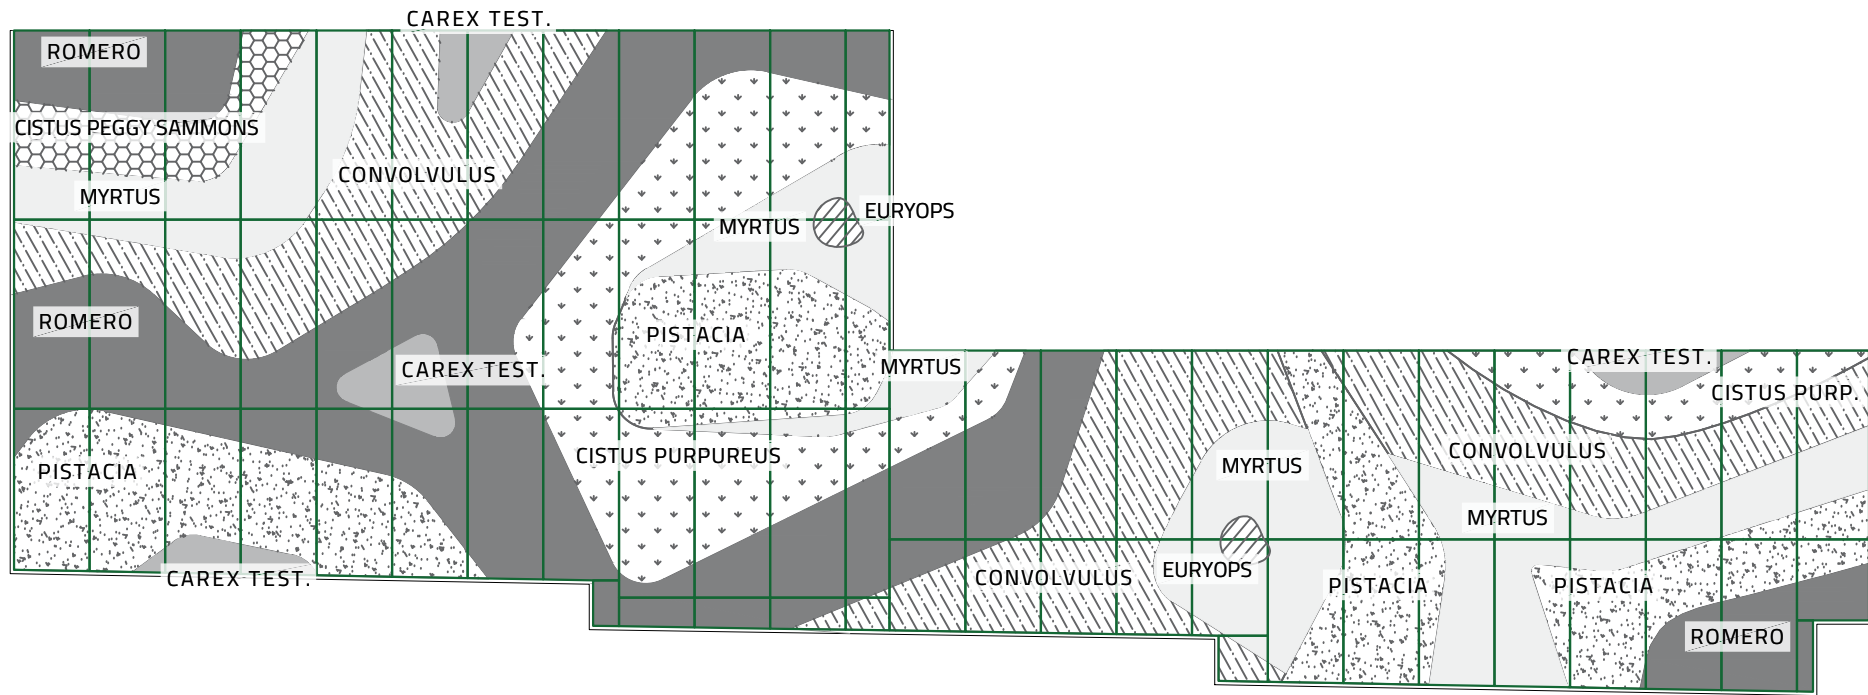 CAREX TEST.
ROMERO
CISTUS PEGGY SAMMONS
CONVOLVULUS
MYRTUS
EURYOPS
MYRTUS
ROMERO
PISTACIA
CAREX TEST.
MYRTUS
CAREX TEST.
CISTUS PURP.
CISTUS PURPUREUS
CONVOLVULUS
PISTACIA
MYRTUS
MYRTUS
CAREX TEST.
CONVOLVULUS
EURYOPS
PISTACIA
PISTACIA
ROMERO